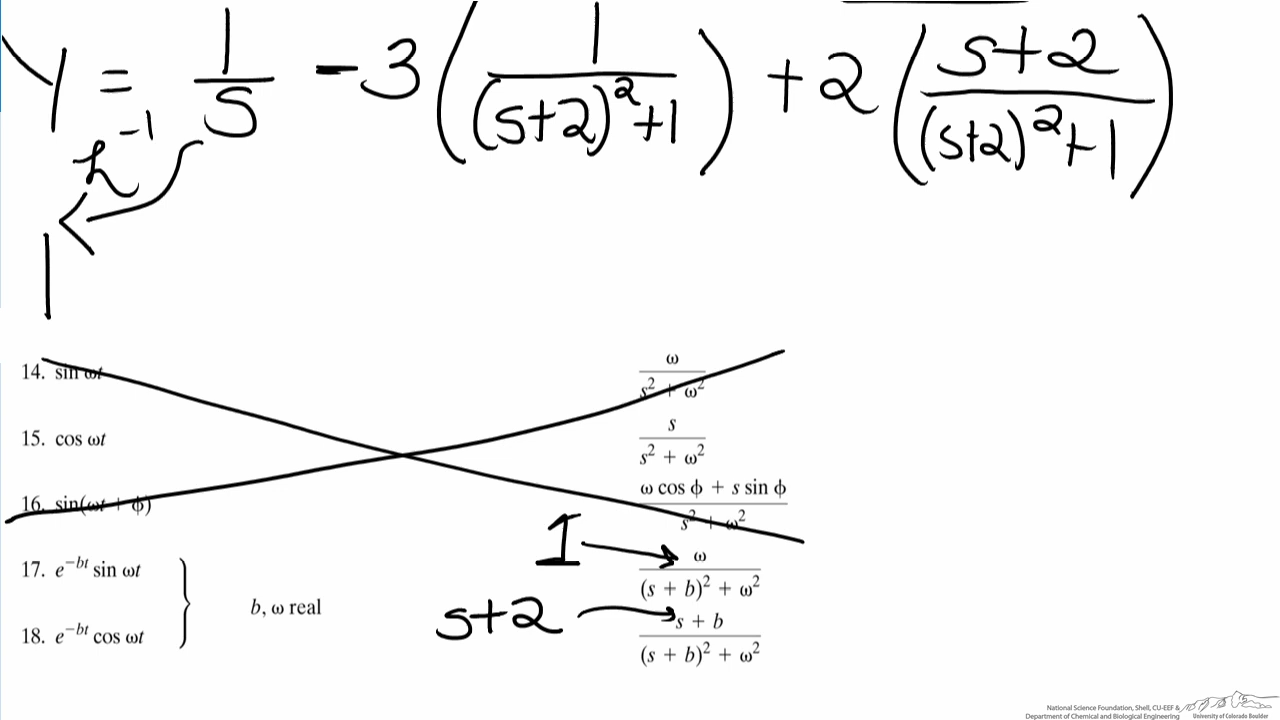 Y = 1/s - 3 ( 1/((s+2)²+1) ) + 2 ( (s+2)/((s+2)²+1) )
ℒ⁻¹
1
14. sin ωt    ω/(s² + ω²)
15. cos ωt    s/(s² + ω²)
16. sin(ωt + ϕ)    (ω cos ϕ + s sin ϕ)/(s² + ω²)
1
17. e^{-bt} sin ωt    ω/((s + b)² + ω²)
b, ω real
s+2
18. e^{-bt} cos ωt    (s + b)/((s + b)² + ω²)
National Science Foundation, Shell, CU-EEF &
Department of Chemical and Biological Engineering
University of Colorado Boulder